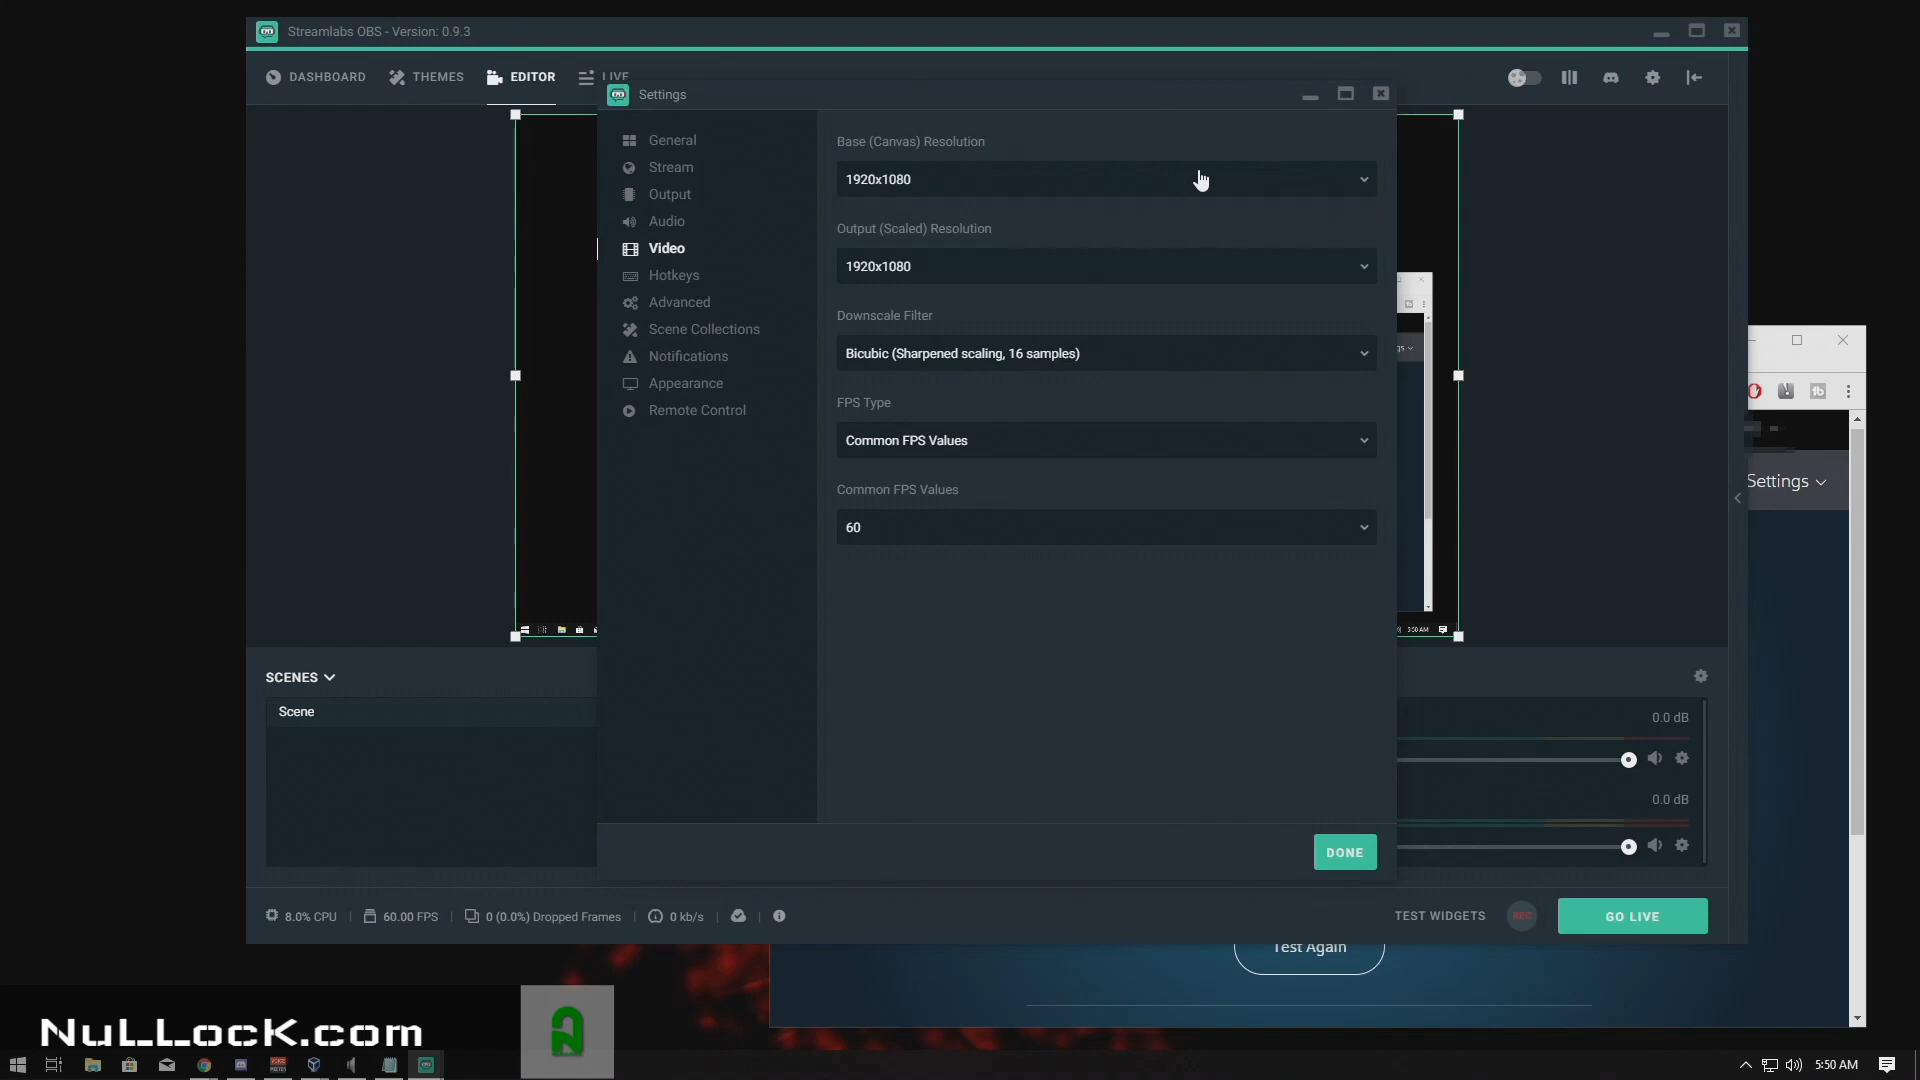 Streamlabs OBS - Version: 0.9.3
DASHBOARD
THEMES
EDITOR
LIVE
Settings
General
Stream
Output
Audio
Video
Hotkeys
Advanced
Scene Collections
Notifications
Appearance
Remote Control
Base (Canvas) Resolution
1920x1080
Output (Scaled) Resolution
1920x1080
Downscale Filter
Bicubic (Sharpened scaling, 16 samples)
FPS Type
Common FPS Values
Common FPS Values
60
DONE
Settings
5:50 AM
SCENES
Scene
0.0 dB
0.0 dB
8.0% CPU
60.00 FPS
0 (0.0%) Dropped Frames
0 kb/s
TEST WIDGETS
REC
GO LIVE
Test Again
NuLLocK.com
5:50 AM